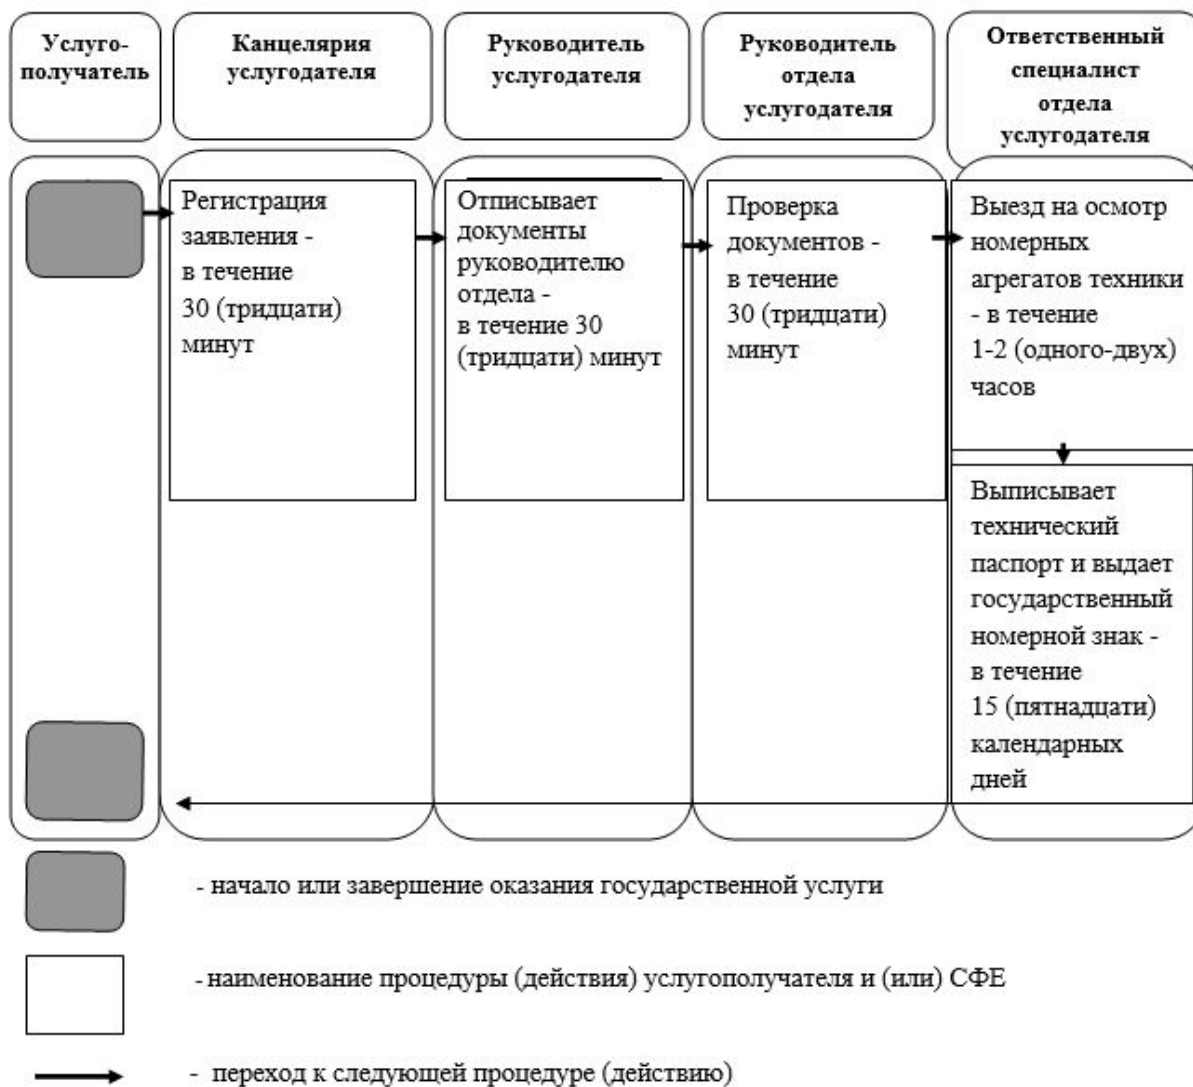 Услуго-
получатель
Канцелярия
услугодателя
Руководитель
услугодателя
Руководитель
отдела
услугодателя
Ответственный
специалист
отдела
услугодателя
Регистрация
заявления -
в течение
30 (тридцати)
минут
Отписывает
документы
руководителю
отдела -
в течение 30
(тридцати) минут
Проверка
документов -
в течение
30 (тридцати)
минут
Выезд на осмотр
номерных
агрегатов техники
- в течение
1-2 (одного-двух)
часов
Выписывает
технический
паспорт и выдает
государственный
номерной знак -
в течение
15 (пятнадцати)
календарных
дней
- начало или завершение оказания государственной услуги
- наименование процедуры (действия) услугополучателя и (или) СФЕ
- переход к следующей процедуре (действию)